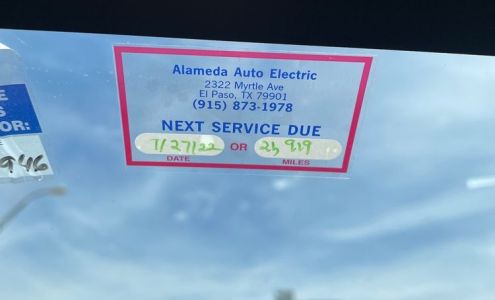 Alameda Auto Electric
2322 Myrtle Ave
El Paso, TX 79901
(915) 873-1978
NEXT SERVICE DUE
7/27/22 OR
DATE MILES
OR:
946